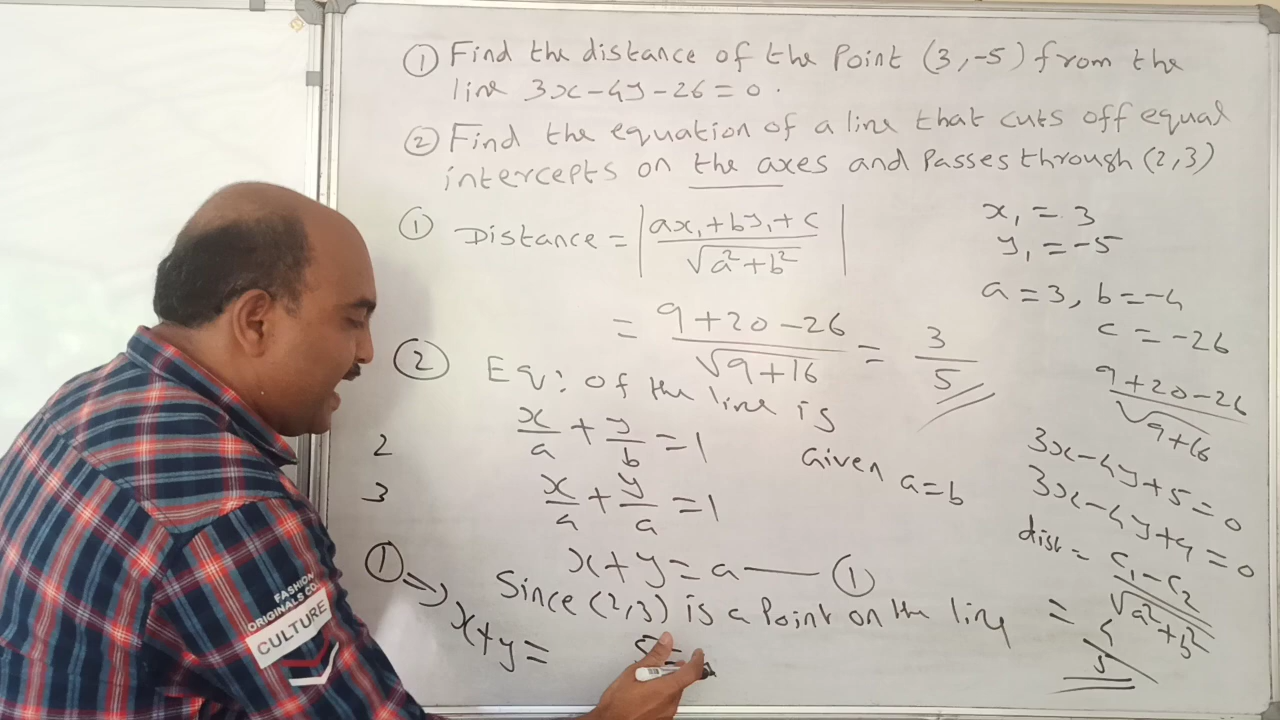 ① Find the distance of the Point (3,-5) from the
line 3x-4y-26=0.
② Find the equation of a line that cuts off equal
intercepts on the axes and Passes through (2,3)
① Distance = |ax₁+by₁+c / √a²+b²|
= 9+20-26 / √9+16 = 3/5
x₁ = 3
y₁ = -5
a=3, b=-4
c = -26
9+20-26 / √9+16
② Eq: of the line is
x/a + y/b = 1
Given a=b
x/a + y/a = 1
2
3
x+y=a — ①
Since (2,3) is a Point on the line
5=
① ⇒ x+y=
3x-4y+5=0
3x-4y+9=0
dist = c₁-c₂ / √a²+b²
= 4/5
FASHION
ORIGINALS CO.
CULTURE